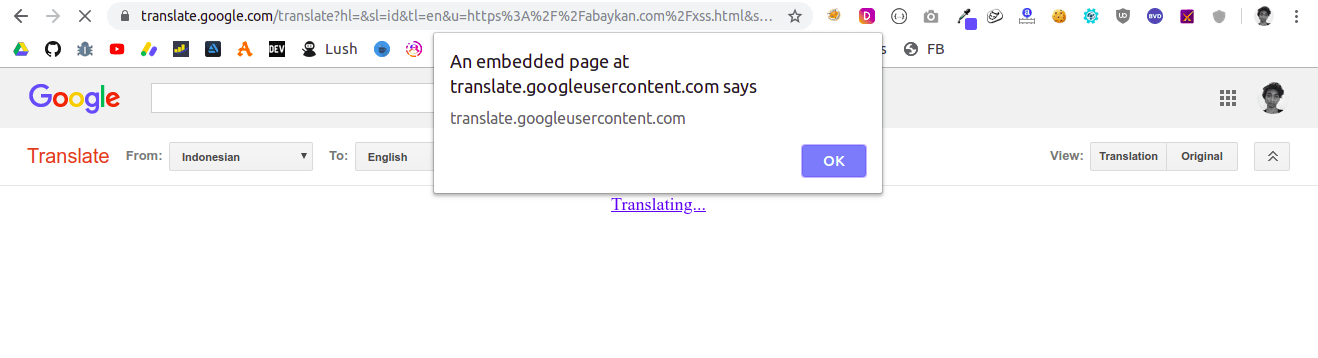 translate.google.com/translate?hl=&sl=id&tl=en&u=https%3A%2F%2Fabaykan.com%2Fxss.html&s...
DEV Lush FB
An embedded page at
translate.googleusercontent.com says
translate.googleusercontent.com
OK
Google
Translate From: Indonesian To: English View: Translation Original
Translating...